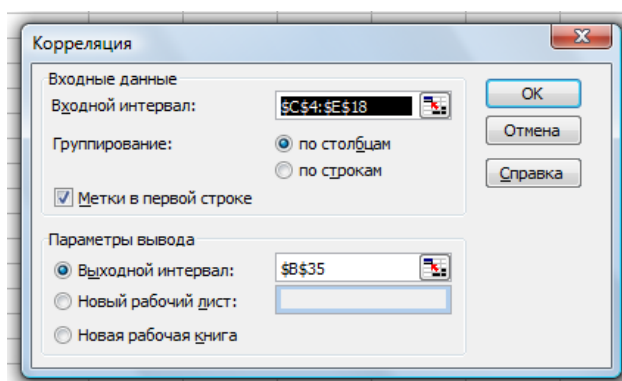 Корреляция
Входные данные
Входной интервал: $C$4:$E$18
Группирование: по столбцам
по строкам
Метки в первой строке
Параметры вывода
Выходной интервал: $B$35
Новый рабочий лист:
Новая рабочая книга
ОК
Отмена
Справка